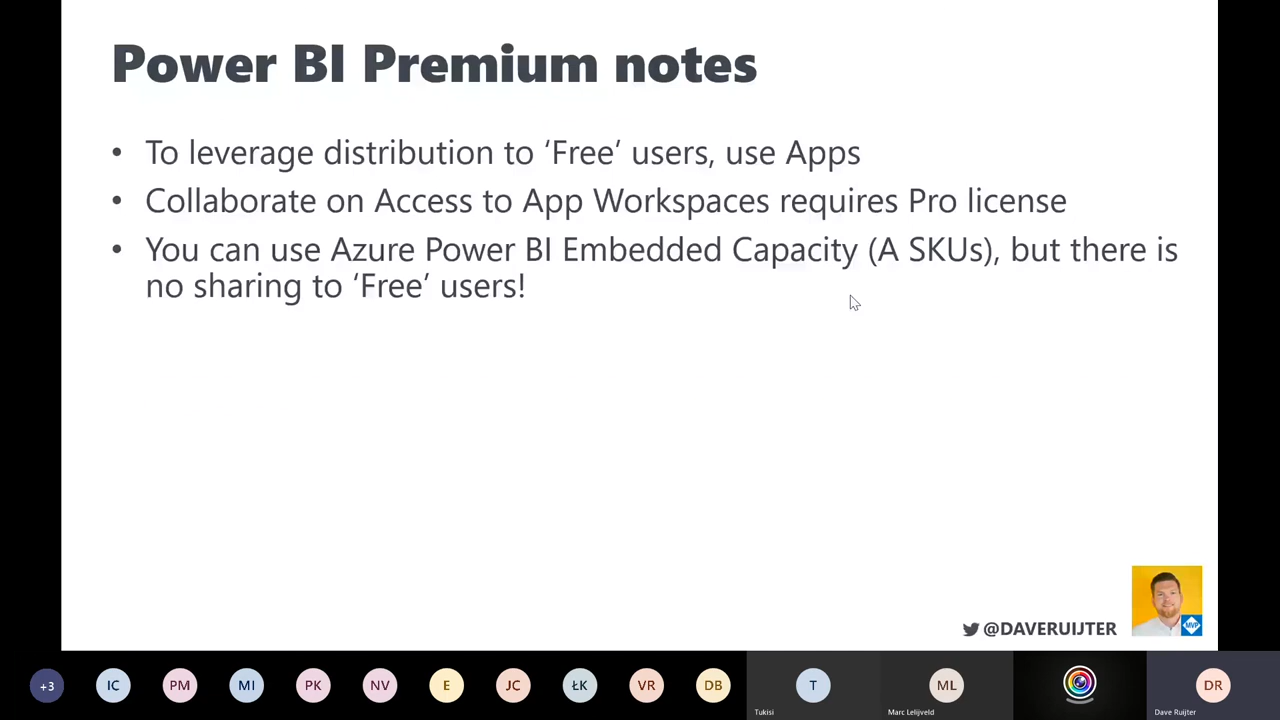 Power BI Premium notes
• To leverage distribution to ‘Free’ users, use Apps
• Collaborate on Access to App Workspaces requires Pro license
• You can use Azure Power BI Embedded Capacity (A SKUs), but there is
no sharing to ‘Free’ users!
MVP
@DAVERUIJTER
+3 IC PM MI PK NV E JC ŁK VR DB T ML DR
Tukisi Marc Lelijveld Dave Ruijter